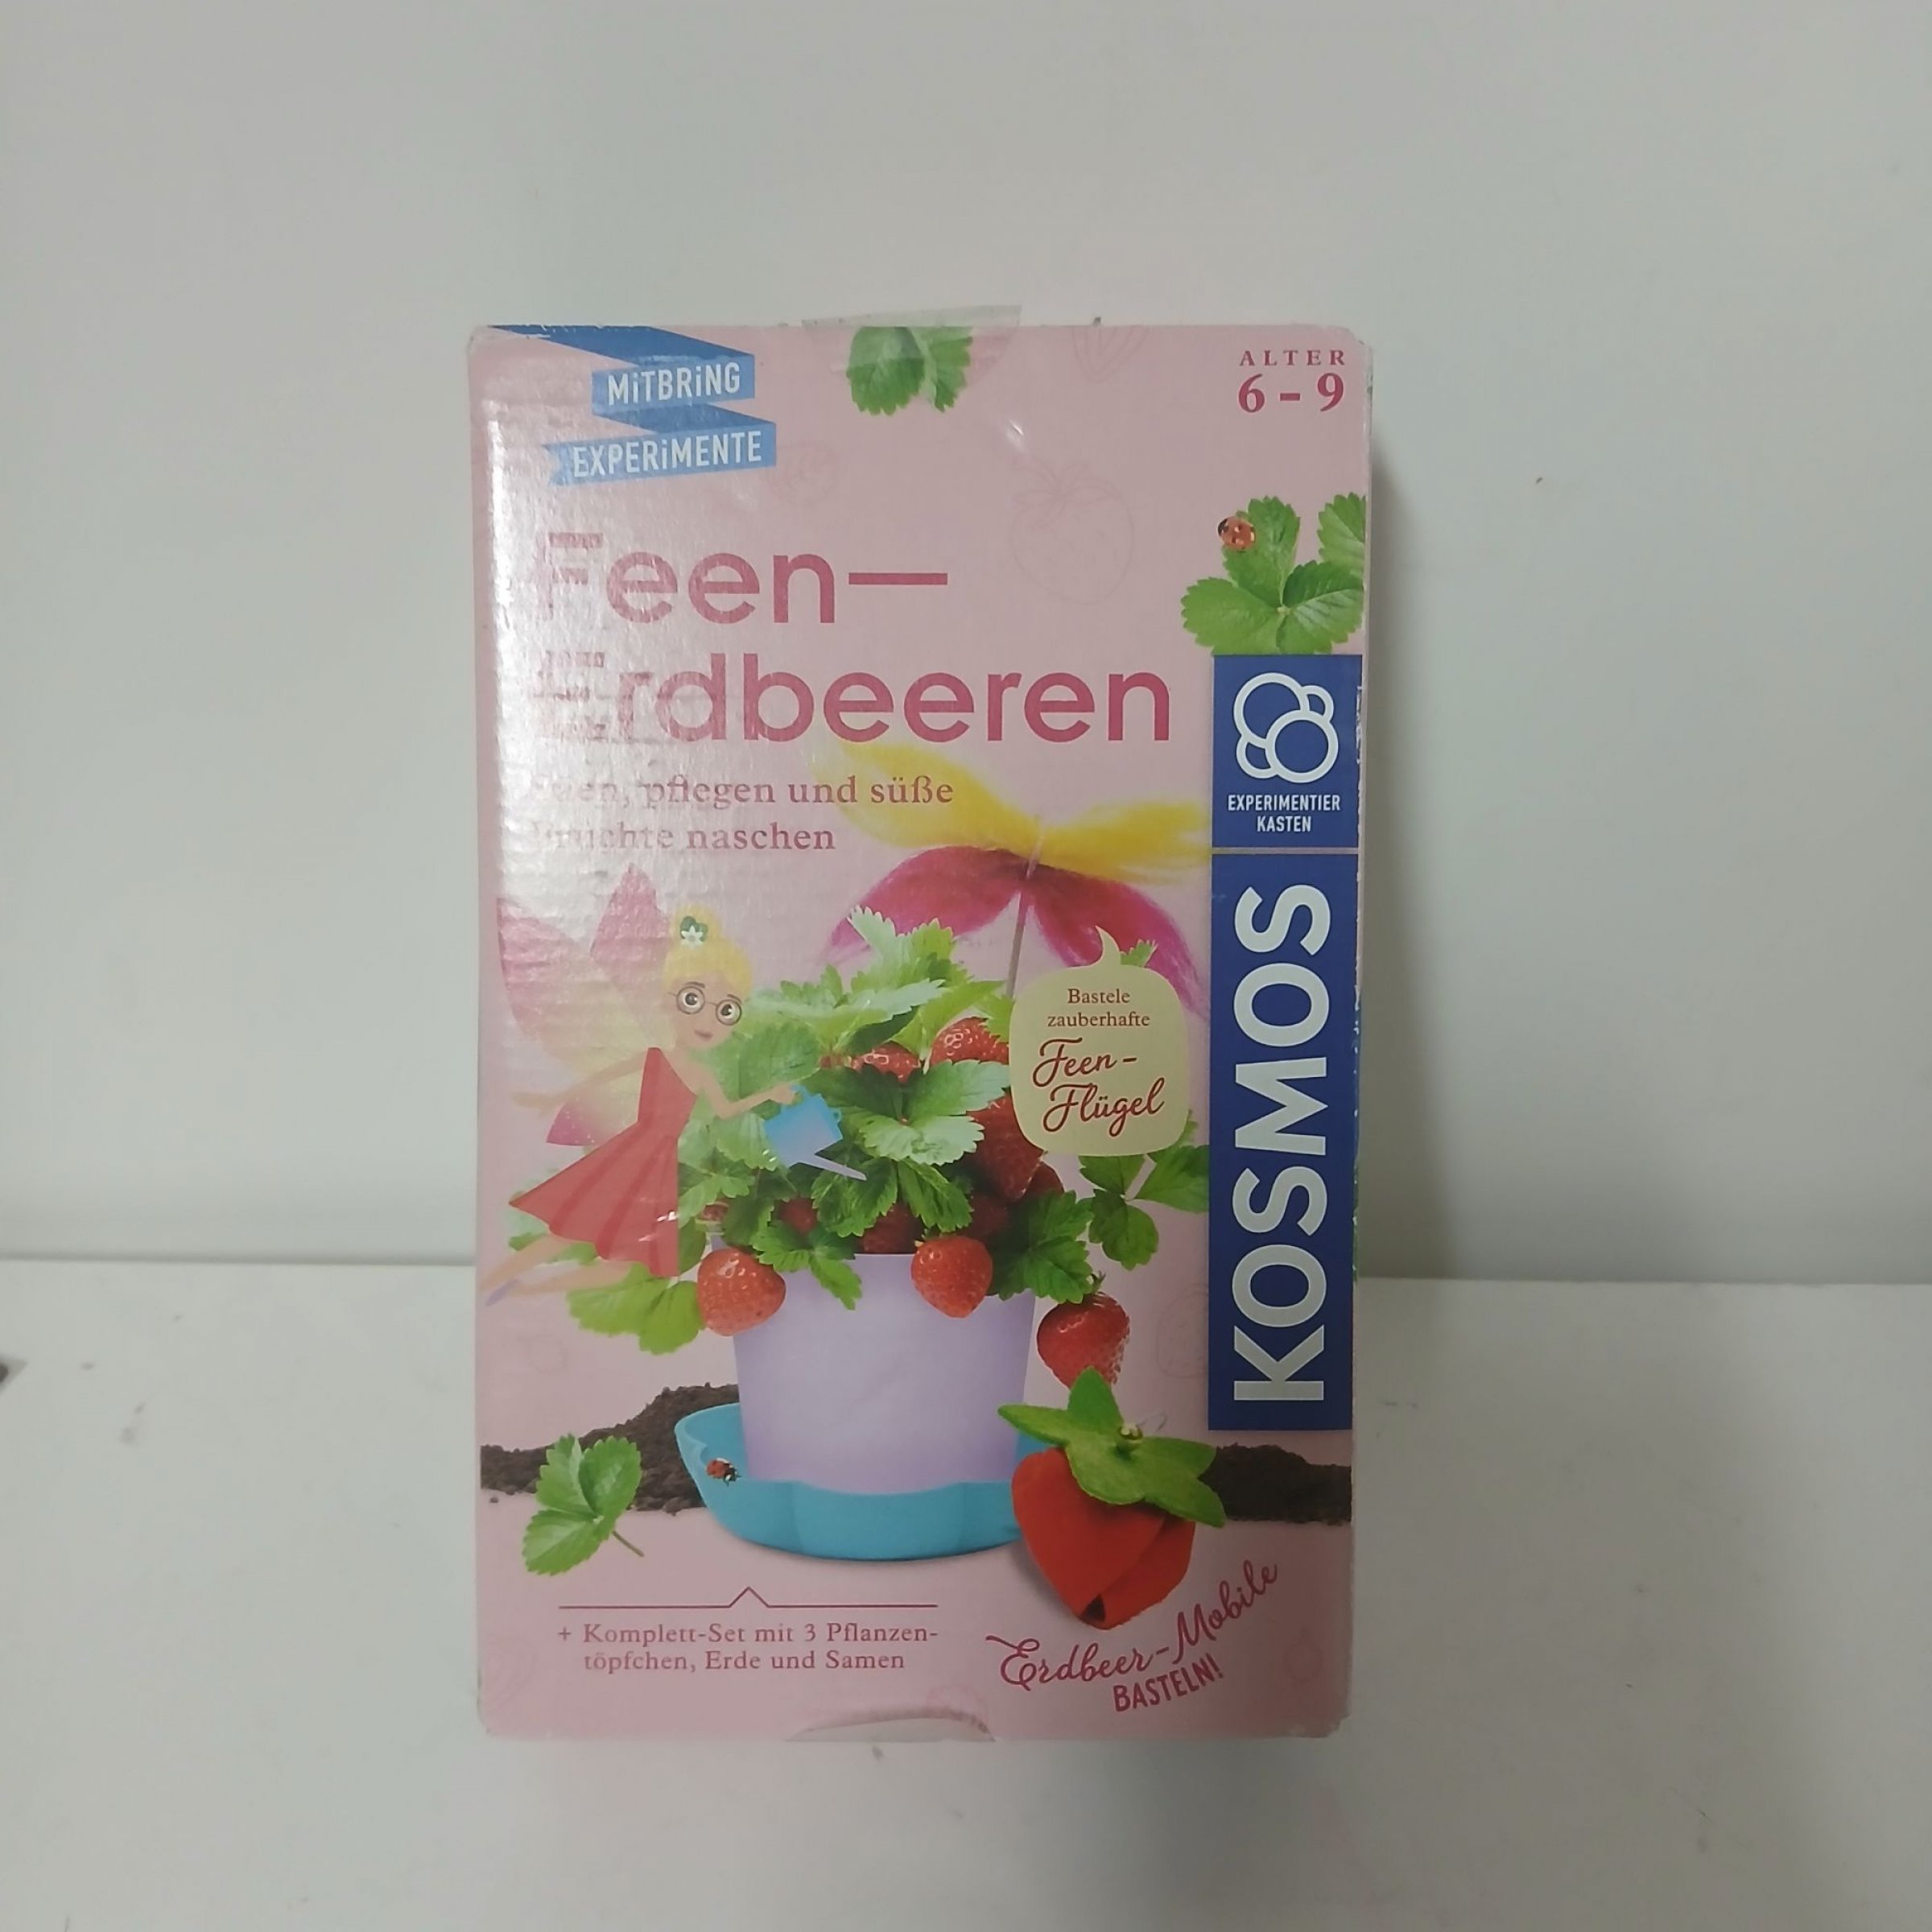 MiTBRiNG
EXPERiMENTE
ALTER
6 – 9
Feen—
Erdbeeren
pflegen und süße
naschen
EXPERIMENTIER
KASTEN
KOSMOS
Bastele
zauberhafte
Feen-
Flügel
+ Komplett-Set mit 3 Pflanzen-
töpfchen, Erde und Samen
Erdbeer-Mobile
BASTELN!